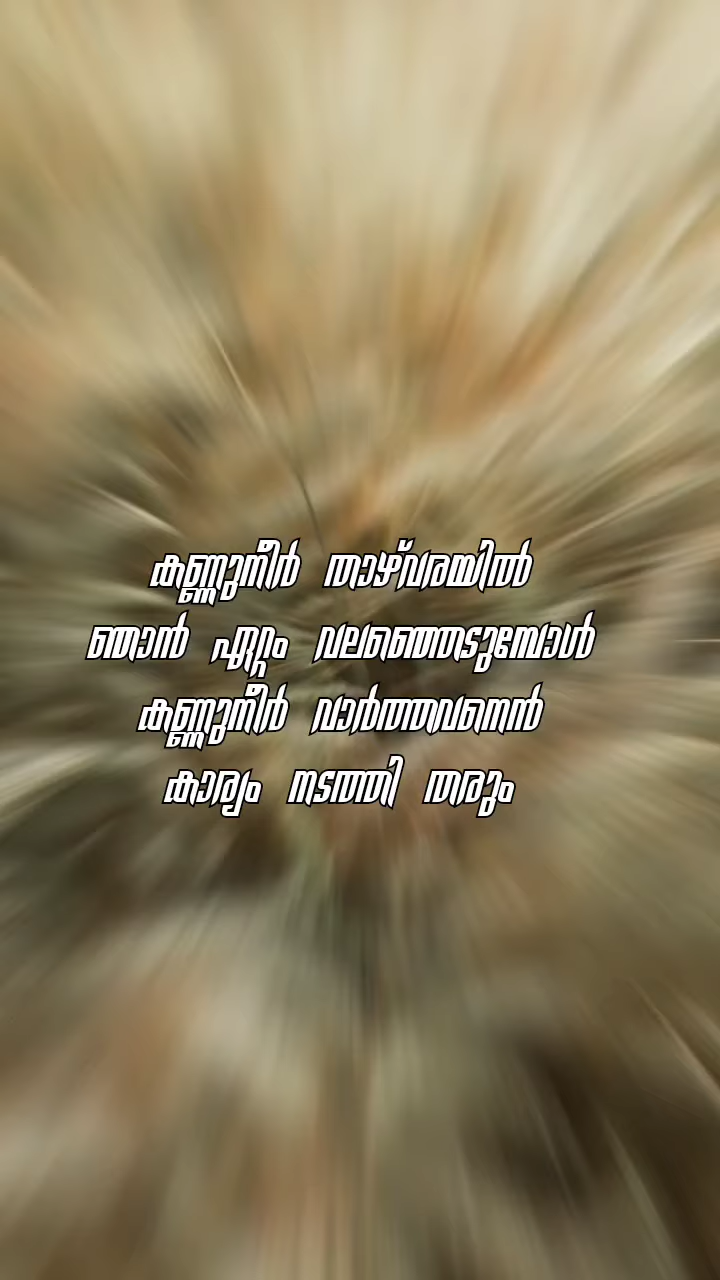 കണ്ണുനീർ താഴ്‌വരയിൽ
ഞാൻ ഏറ്റം വലഞ്ഞെടുമ്പോൾ
കണ്ണുനീർ വാർത്തവനെൻ
കാര്യം നടത്തി തരും